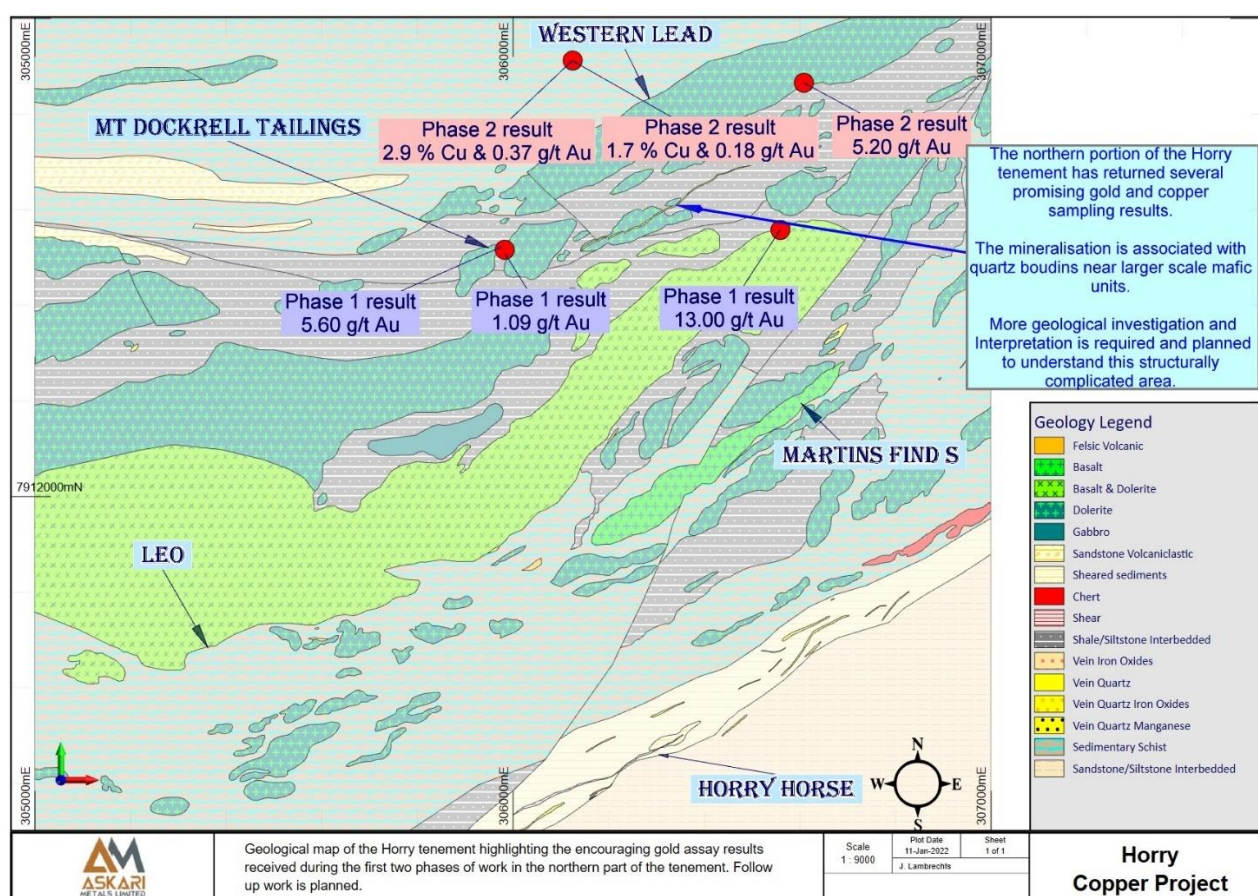 305000mE
306000mE
307000mE
WESTERN LEAD
MT DOCKRELL TAILINGS
Phase 2 result
2.9 % Cu & 0.37 g/t Au
Phase 2 result
1.7 % Cu & 0.18 g/t Au
Phase 2 result
5.20 g/t Au
The northern portion of the Horry
tenement has returned several
promising gold and copper
sampling results.
The mineralisation is associated with
quartz boudins near larger scale mafic
units.
More geological investigation and
Interpretation is required and planned
to understand this structurally
complicated area.
Phase 1 result
5.60 g/t Au
Phase 1 result
1.09 g/t Au
Phase 1 result
13.00 g/t Au
MARTINS FIND S
7912000mN
LEO
HORRY HORSE
N
W
E
S
305000mE
306000mE
307000mE
Geology Legend
Felsic Volcanic
Basalt
Basalt & Dolerite
Dolerite
Gabbro
Sandstone Volcaniclastic
Sheared sediments
Chert
Shear
Shale/Siltstone Interbedded
Vein Iron Oxides
Vein Quartz
Vein Quartz Iron Oxides
Vein Quartz Manganese
Sedimentary Schist
Sandstone/Siltstone Interbedded
AM
ASKARI
METALS LIMITED
Geological map of the Horry tenement highlighting the encouraging gold assay results
received during the first two phases of work in the northern part of the tenement. Follow
up work is planned.
Scale
1 : 9000
Plot Date
11-Jan-2022
Sheet
1 of 1
J. Lambrechts
Horry
Copper Project